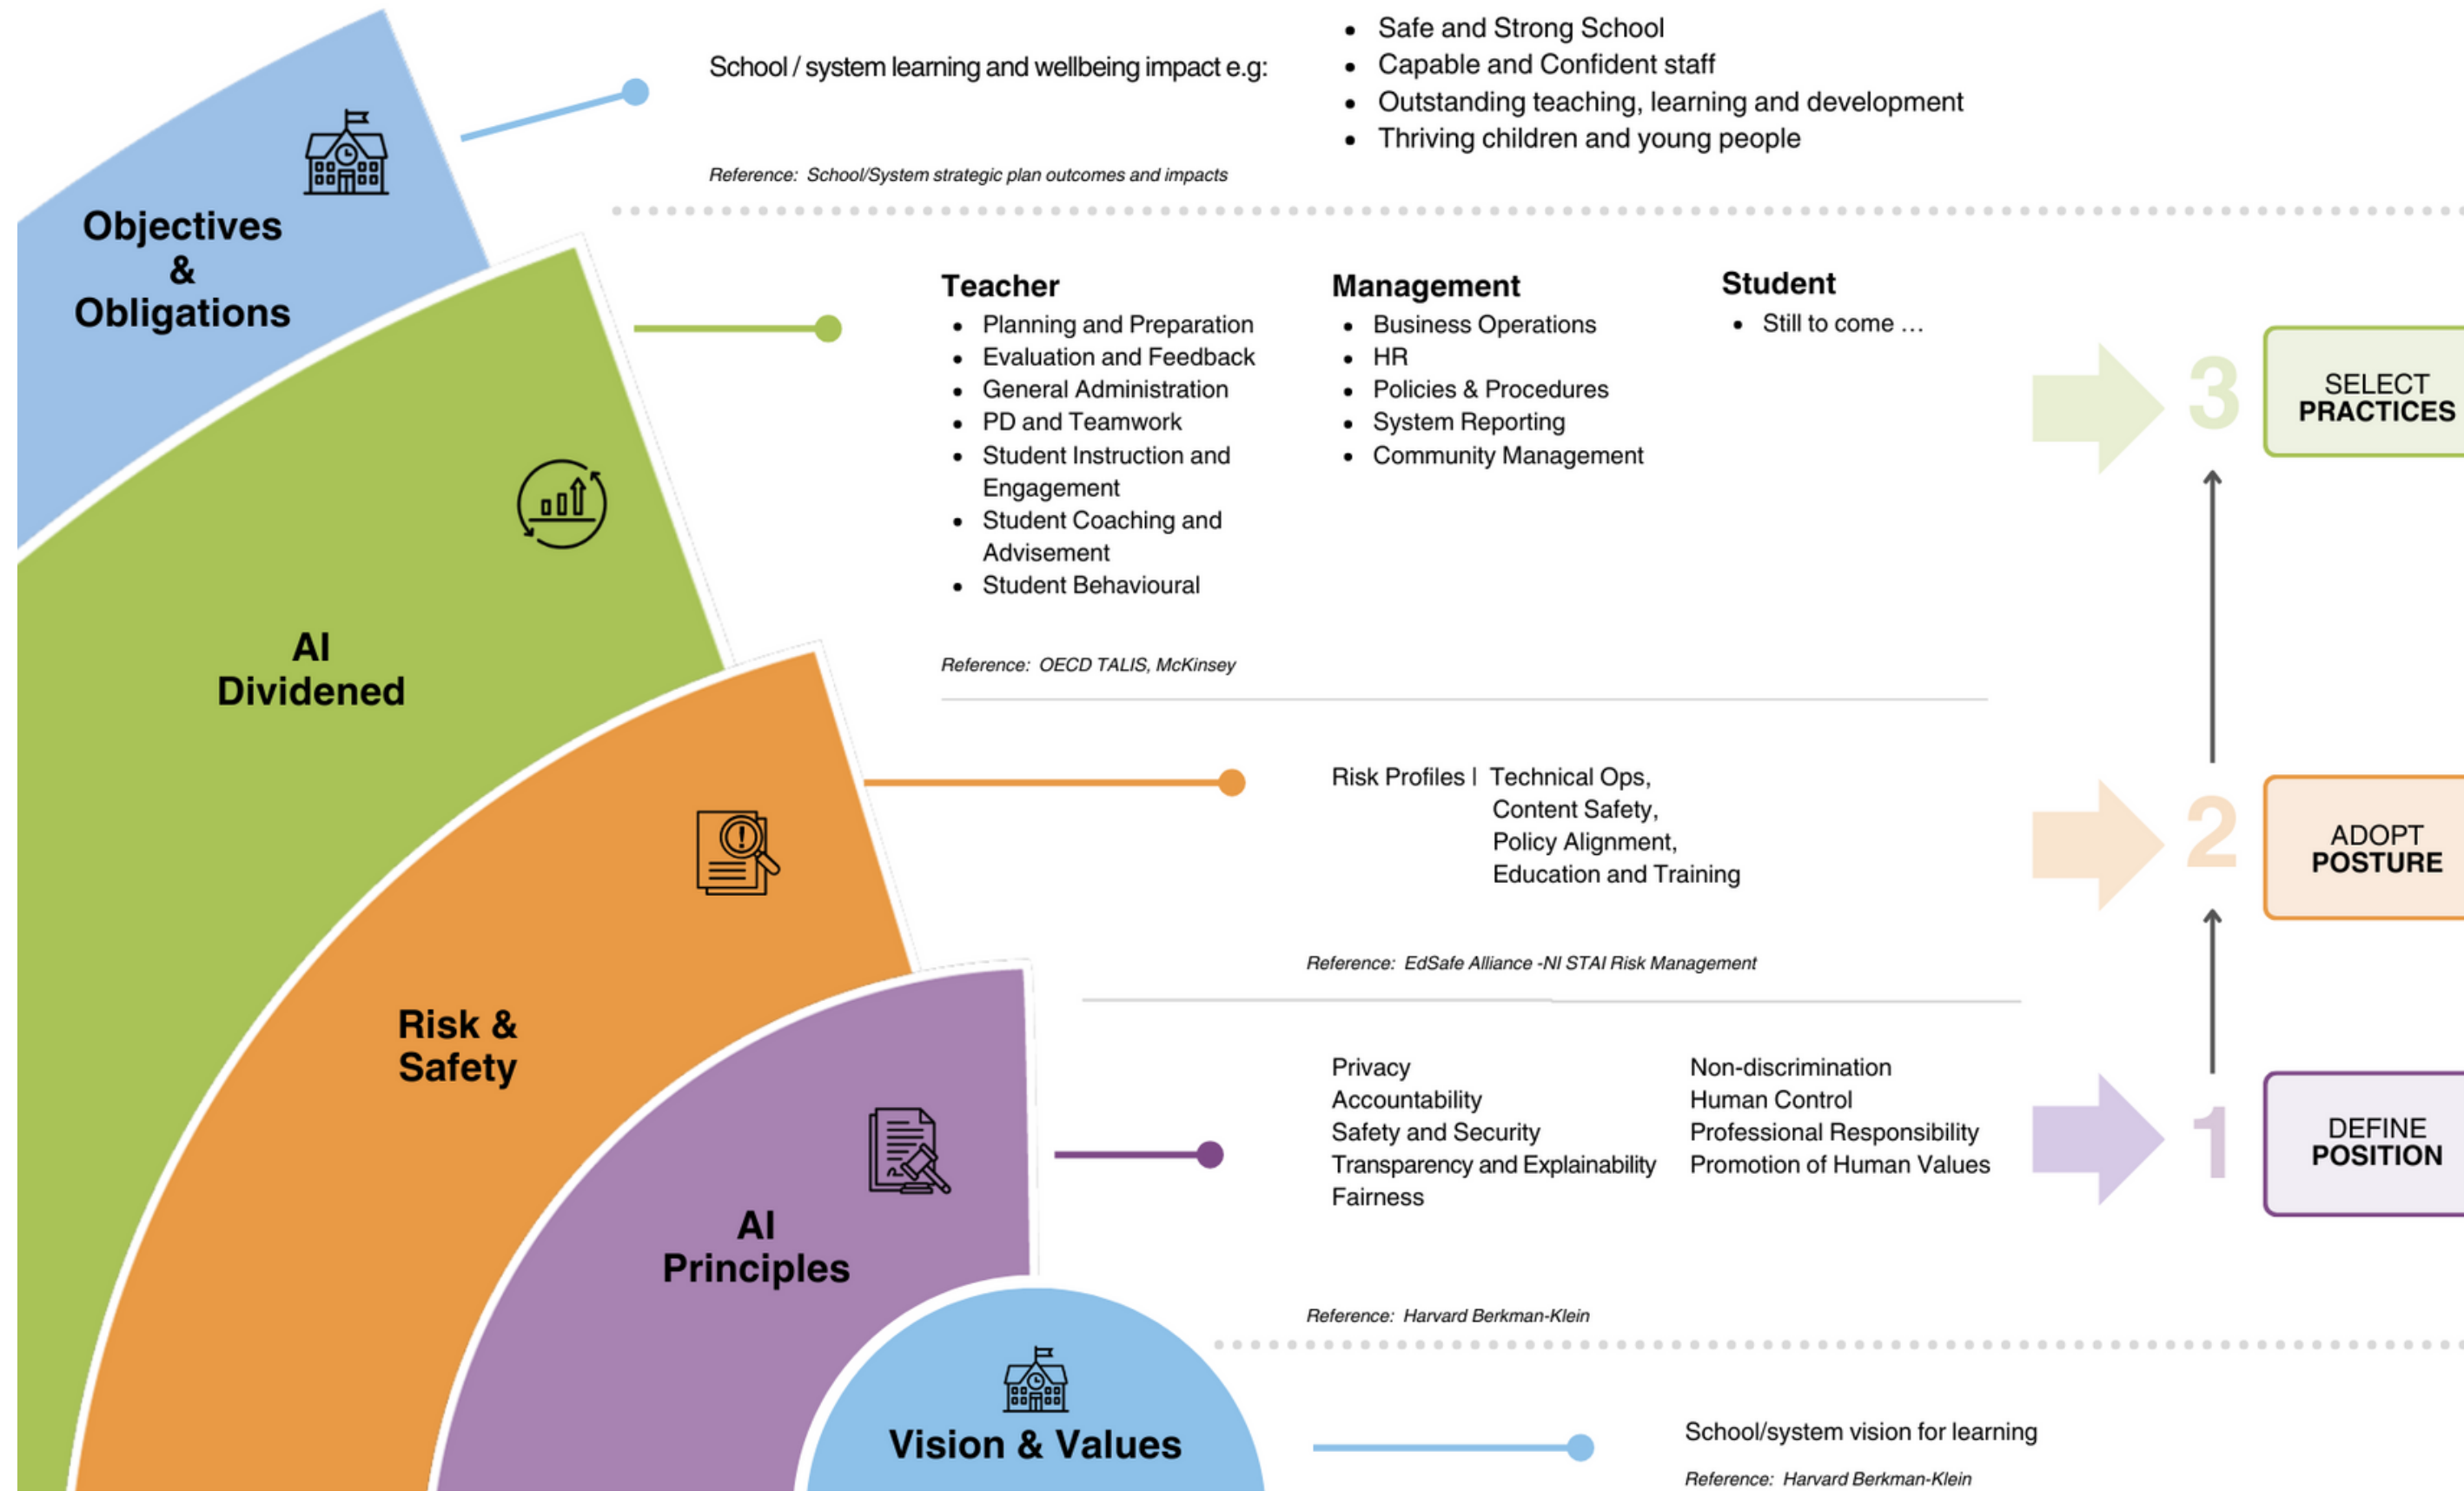 School / system learning and wellbeing impact e.g:
• Safe and Strong School
• Capable and Confident staff
• Outstanding teaching, learning and development
• Thriving children and young people
Reference: School/System strategic plan outcomes and impacts
Objectives
&
Obligations
Teacher
• Planning and Preparation
• Evaluation and Feedback
• General Administration
• PD and Teamwork
• Student Instruction and
Engagement
• Student Coaching and
Advisement
• Student Behavioural
Management
• Business Operations
• HR
• Policies & Procedures
• System Reporting
• Community Management
Student
• Still to come ...
3
SELECT
PRACTICES
AI
Dividened
Reference: OECD TALIS, McKinsey
Risk Profiles | Technical Ops,
Content Safety,
Policy Alignment,
Education and Training
2
ADOPT
POSTURE
Reference: EdSafe Alliance -NI STAI Risk Management
Risk &
Safety
Privacy
Accountability
Safety and Security
Transparency and Explainability
Fairness
Non-discrimination
Human Control
Professional Responsibility
Promotion of Human Values
1
DEFINE
POSITION
AI
Principles
Reference: Harvard Berkman-Klein
Vision & Values
School/system vision for learning
Reference: Harvard Berkman-Klein